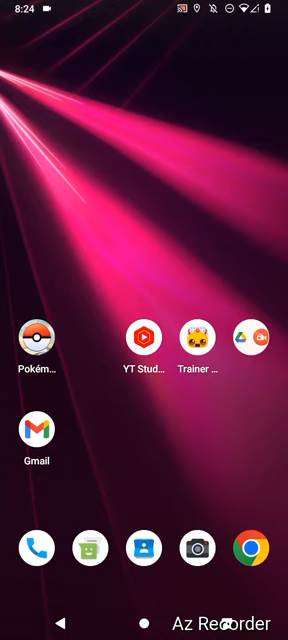 8:24
Pokém...
YT Stud...
Trainer ...
Gmail
Az Recorder